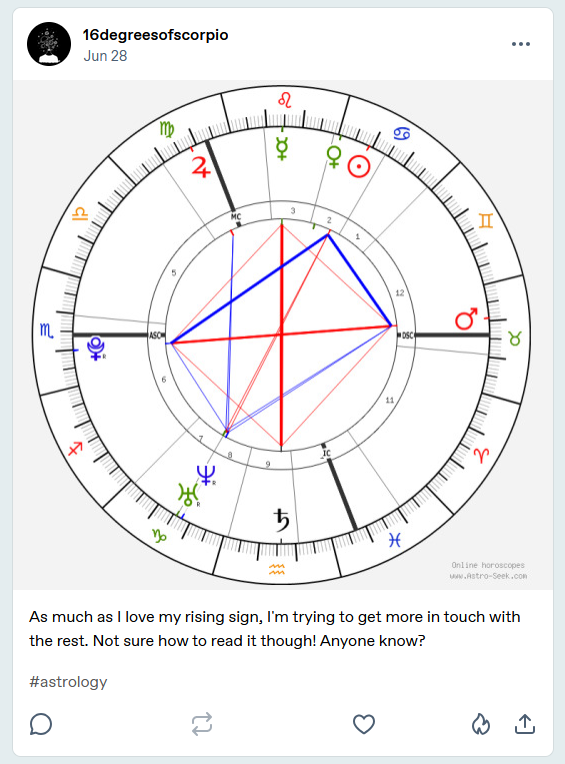 16degreesofscorpio
Jun 28
MC
3
2
1
5
12
ASC
DSC
6
11
7
8
9
IC
R
R
R
Online horoscopes
www.Astro-Seek.com
As much as I love my rising sign, I'm trying to get more in touch with
the rest. Not sure how to read it though! Anyone know?
#astrology